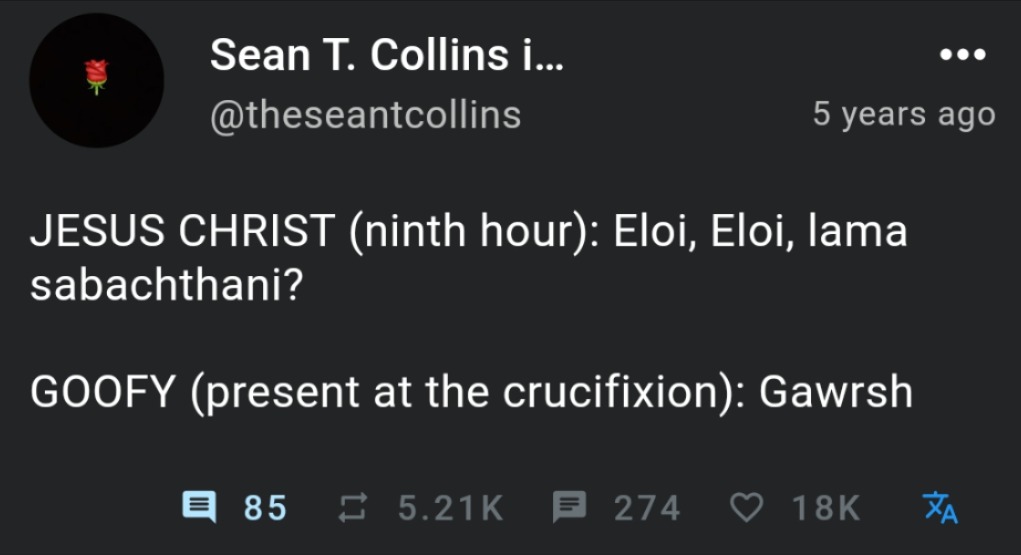 Sean T. Collins i...
@theseantcollins
5 years ago
JESUS CHRIST (ninth hour): Eloi, Eloi, lama
sabachthani?
GOOFY (present at the crucifixion): Gawrsh
85 5.21K 274 18K